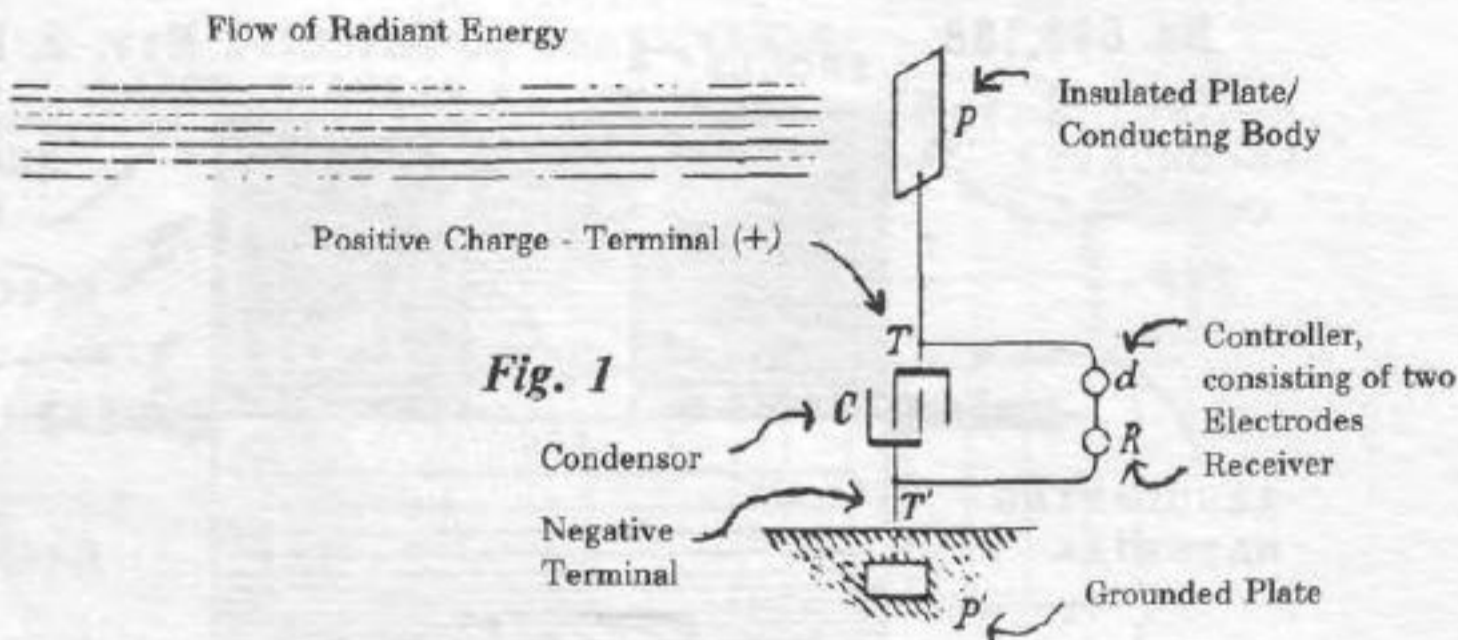 Flow of Radiant Energy
P
Insulated Plate/
Conducting Body
Positive Charge - Terminal (+)
T
Fig. 1
C
Condensor
d
R
Controller,
consisting of two
Electrodes
Receiver
T'
Negative
Terminal
P'
Grounded Plate